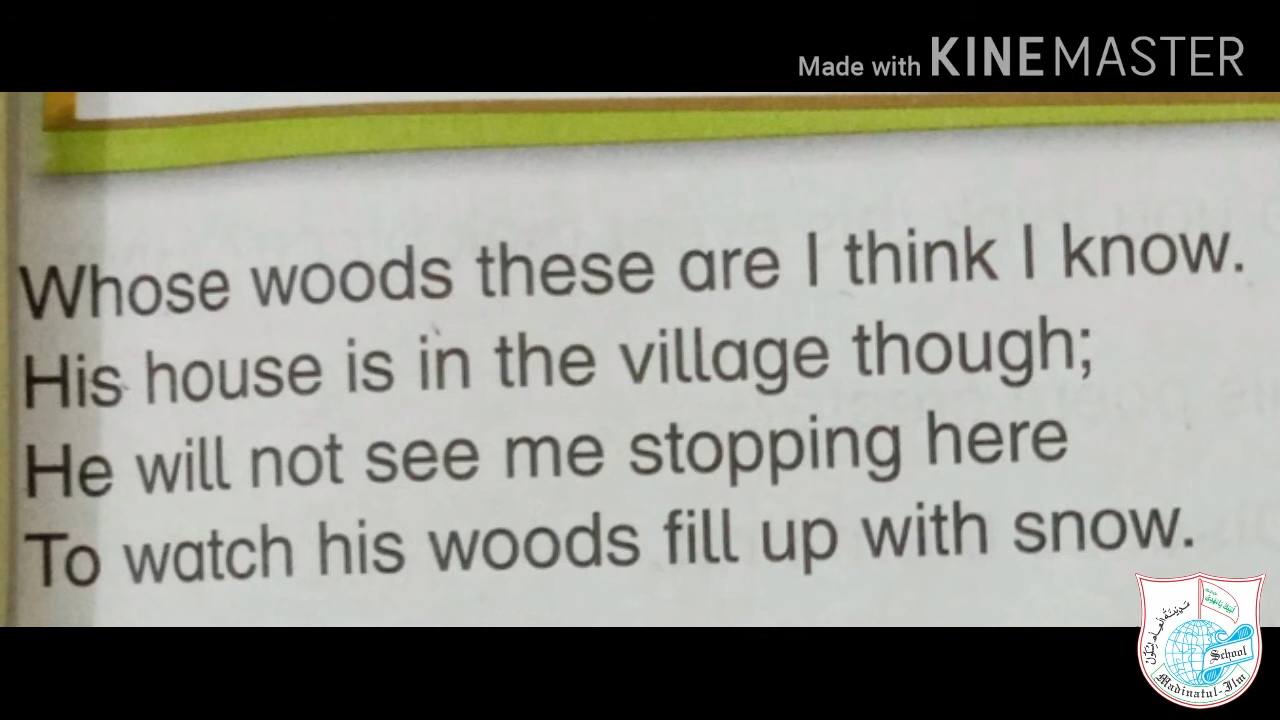 Made with KINEMASTER
Whose woods these are I think I know.
His house is in the village though;
He will not see me stopping here
To watch his woods fill up with snow.
School
Madinatul-Ilm